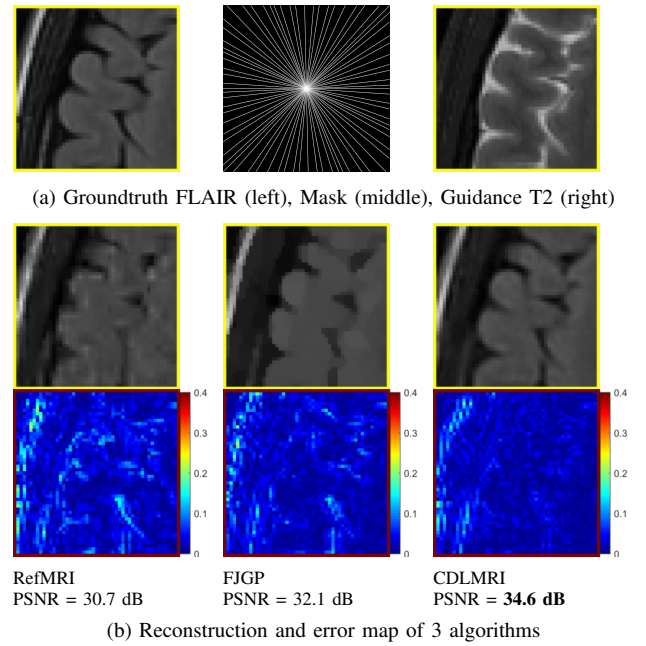 (a) Groundtruth FLAIR (left), Mask (middle), Guidance T2 (right)
0.4
0.3
0.2
0.1
0
0.4
0.3
0.2
0.1
0
0.4
0.3
0.2
0.1
0
RefMRI
PSNR = 30.7 dB
FJGP
PSNR = 32.1 dB
CDLMRI
PSNR = 34.6 dB
(b) Reconstruction and error map of 3 algorithms